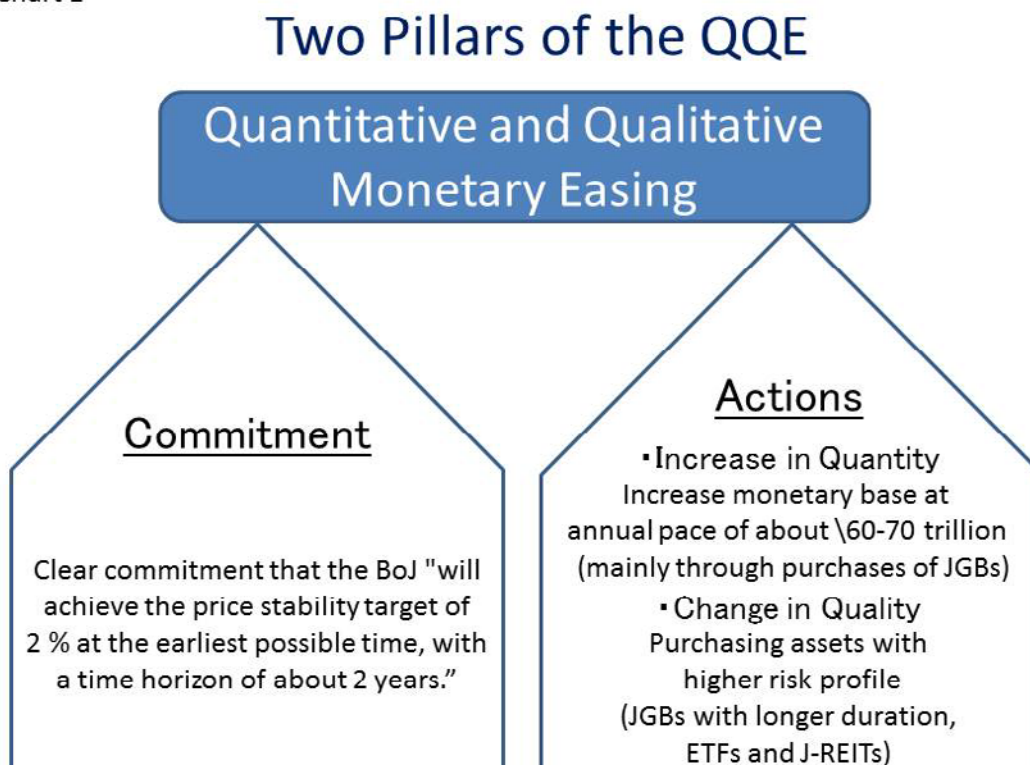 Two Pillars of the QQE
Quantitative and Qualitative
Monetary Easing
Commitment
Clear commitment that the BoJ "will
achieve the price stability target of
2 % at the earliest possible time, with
a time horizon of about 2 years.”
Actions
・Increase in Quantity
Increase monetary base at
annual pace of about \60-70 trillion
(mainly through purchases of JGBs)
・Change in Quality
Purchasing assets with
higher risk profile
(JGBs with longer duration,
ETFs and J-REITs)